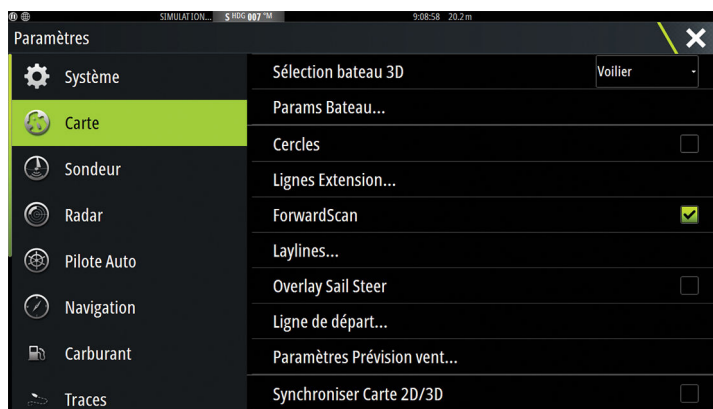 SIMULATION... S HDG 007 °M 9:08:58 20.2 m
Paramètres
Système
Carte
Sondeur
Radar
Pilote Auto
Navigation
Carburant
Traces
Sélection bateau 3D Voilier
Params Bateau...
Cercles
Lignes Extension...
ForwardScan
Laylines...
Overlay Sail Steer
Ligne de départ...
Paramètres Prévision vent...
Synchroniser Carte 2D/3D